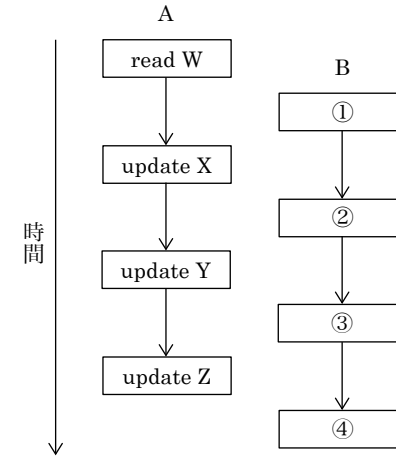 A
B
時間
read W
①
update X
②
update Y
③
update Z
④